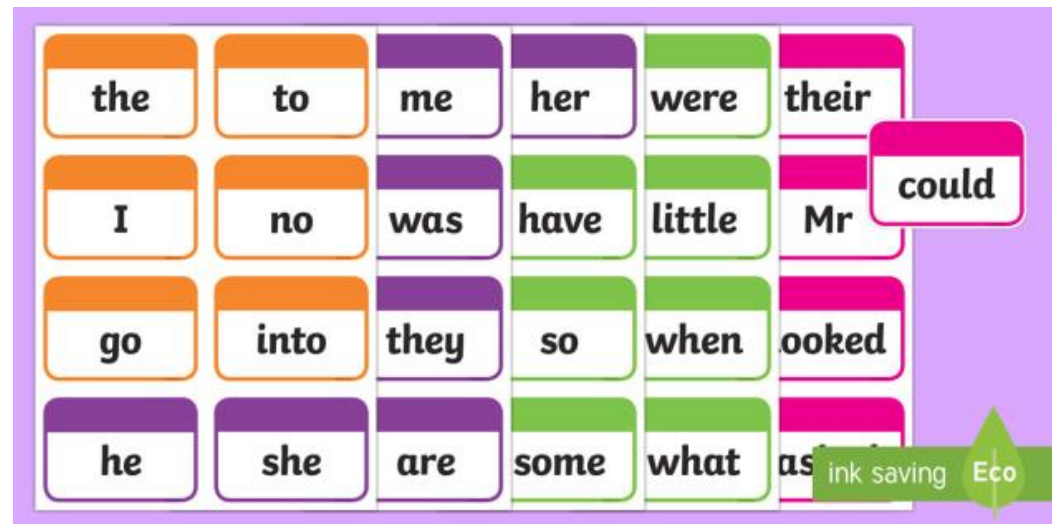 the to me her were their
could
I no was have little Mr
go into they so when ooked
he she are some what
ink saving Eco